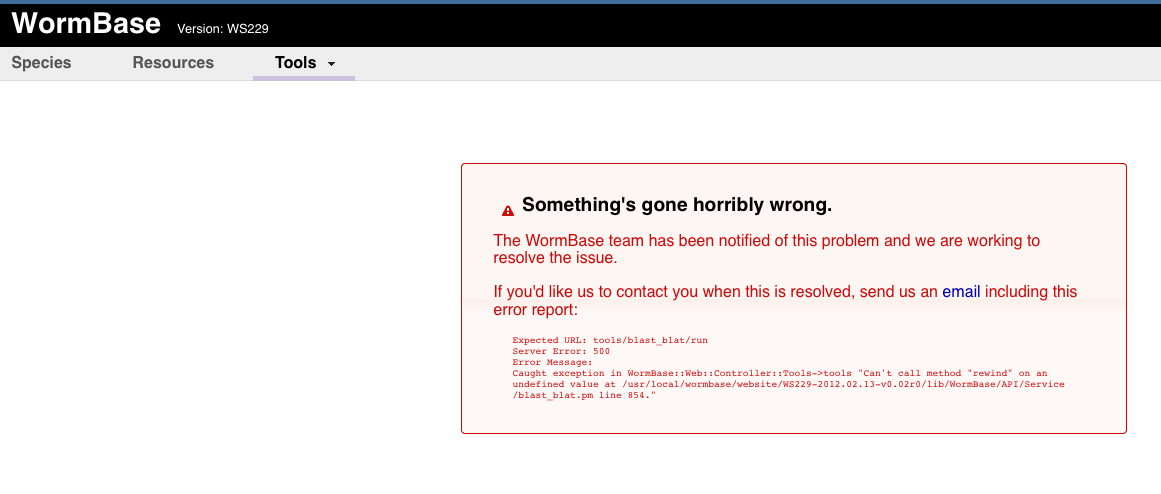 WormBase Version: WS229
Species Resources Tools
Something's gone horribly wrong.
The WormBase team has been notified of this problem and we are working to
resolve the issue.
If you'd like us to contact you when this is resolved, send us an email including this
error report:
Expected URL: tools/blast_blat/run
Server Error: 500
Error Message:
Caught exception in WormBase::Web::Controller::Tools->tools "Can't call method "rewind" on an
undefined value at /usr/local/wormbase/website/WS229-2012.02.13-v0.02r0/lib/WormBase/API/Service
/blast_blat.pm line 854."